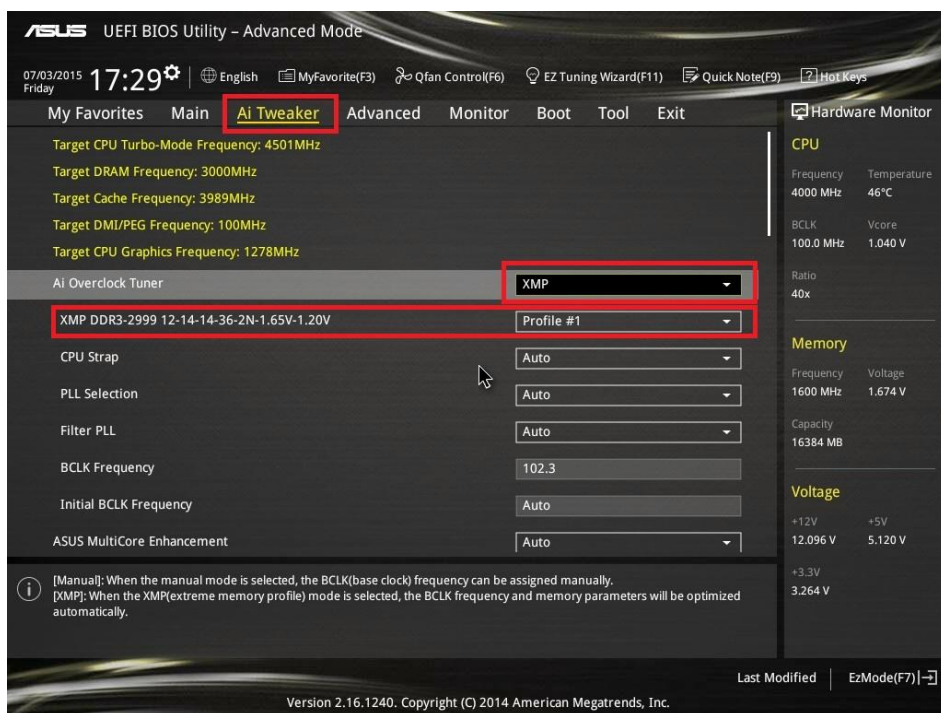 ASUS UEFI BIOS Utility – Advanced Mode
07/03/2015
Friday
17:29
English
MyFavorite(F3)
Qfan Control(F6)
EZ Tuning Wizard(F11)
Quick Note(F9)
? Hot Keys
My Favorites
Main
Ai Tweaker
Advanced
Monitor
Boot
Tool
Exit
Target CPU Turbo-Mode Frequency: 4501MHz
Target DRAM Frequency: 3000MHz
Target Cache Frequency: 3989MHz
Target DMI/PEG Frequency: 100MHz
Target CPU Graphics Frequency: 1278MHz
Ai Overclock Tuner XMP
XMP DDR3-2999 12-14-14-36-2N-1.65V-1.20V Profile #1
CPU Strap Auto
PLL Selection Auto
Filter PLL Auto
BCLK Frequency 102.3
Initial BCLK Frequency Auto
ASUS MultiCore Enhancement Auto
[Manual]: When the manual mode is selected, the BCLK(base clock) frequency can be assigned manually.
[XMP]: When the XMP(extreme memory profile) mode is selected, the BCLK frequency and memory parameters will be optimized
automatically.
Hardware Monitor
CPU
Frequency Temperature
4000 MHz 46°C
BCLK Vcore
100.0 MHz 1.040 V
Ratio
40x
Memory
Frequency Voltage
1600 MHz 1.674 V
Capacity
16384 MB
Voltage
+12V +5V
12.096 V 5.120 V
+3.3V
3.264 V
Last Modified
EzMode(F7)
Version 2.16.1240. Copyright (C) 2014 American Megatrends, Inc.